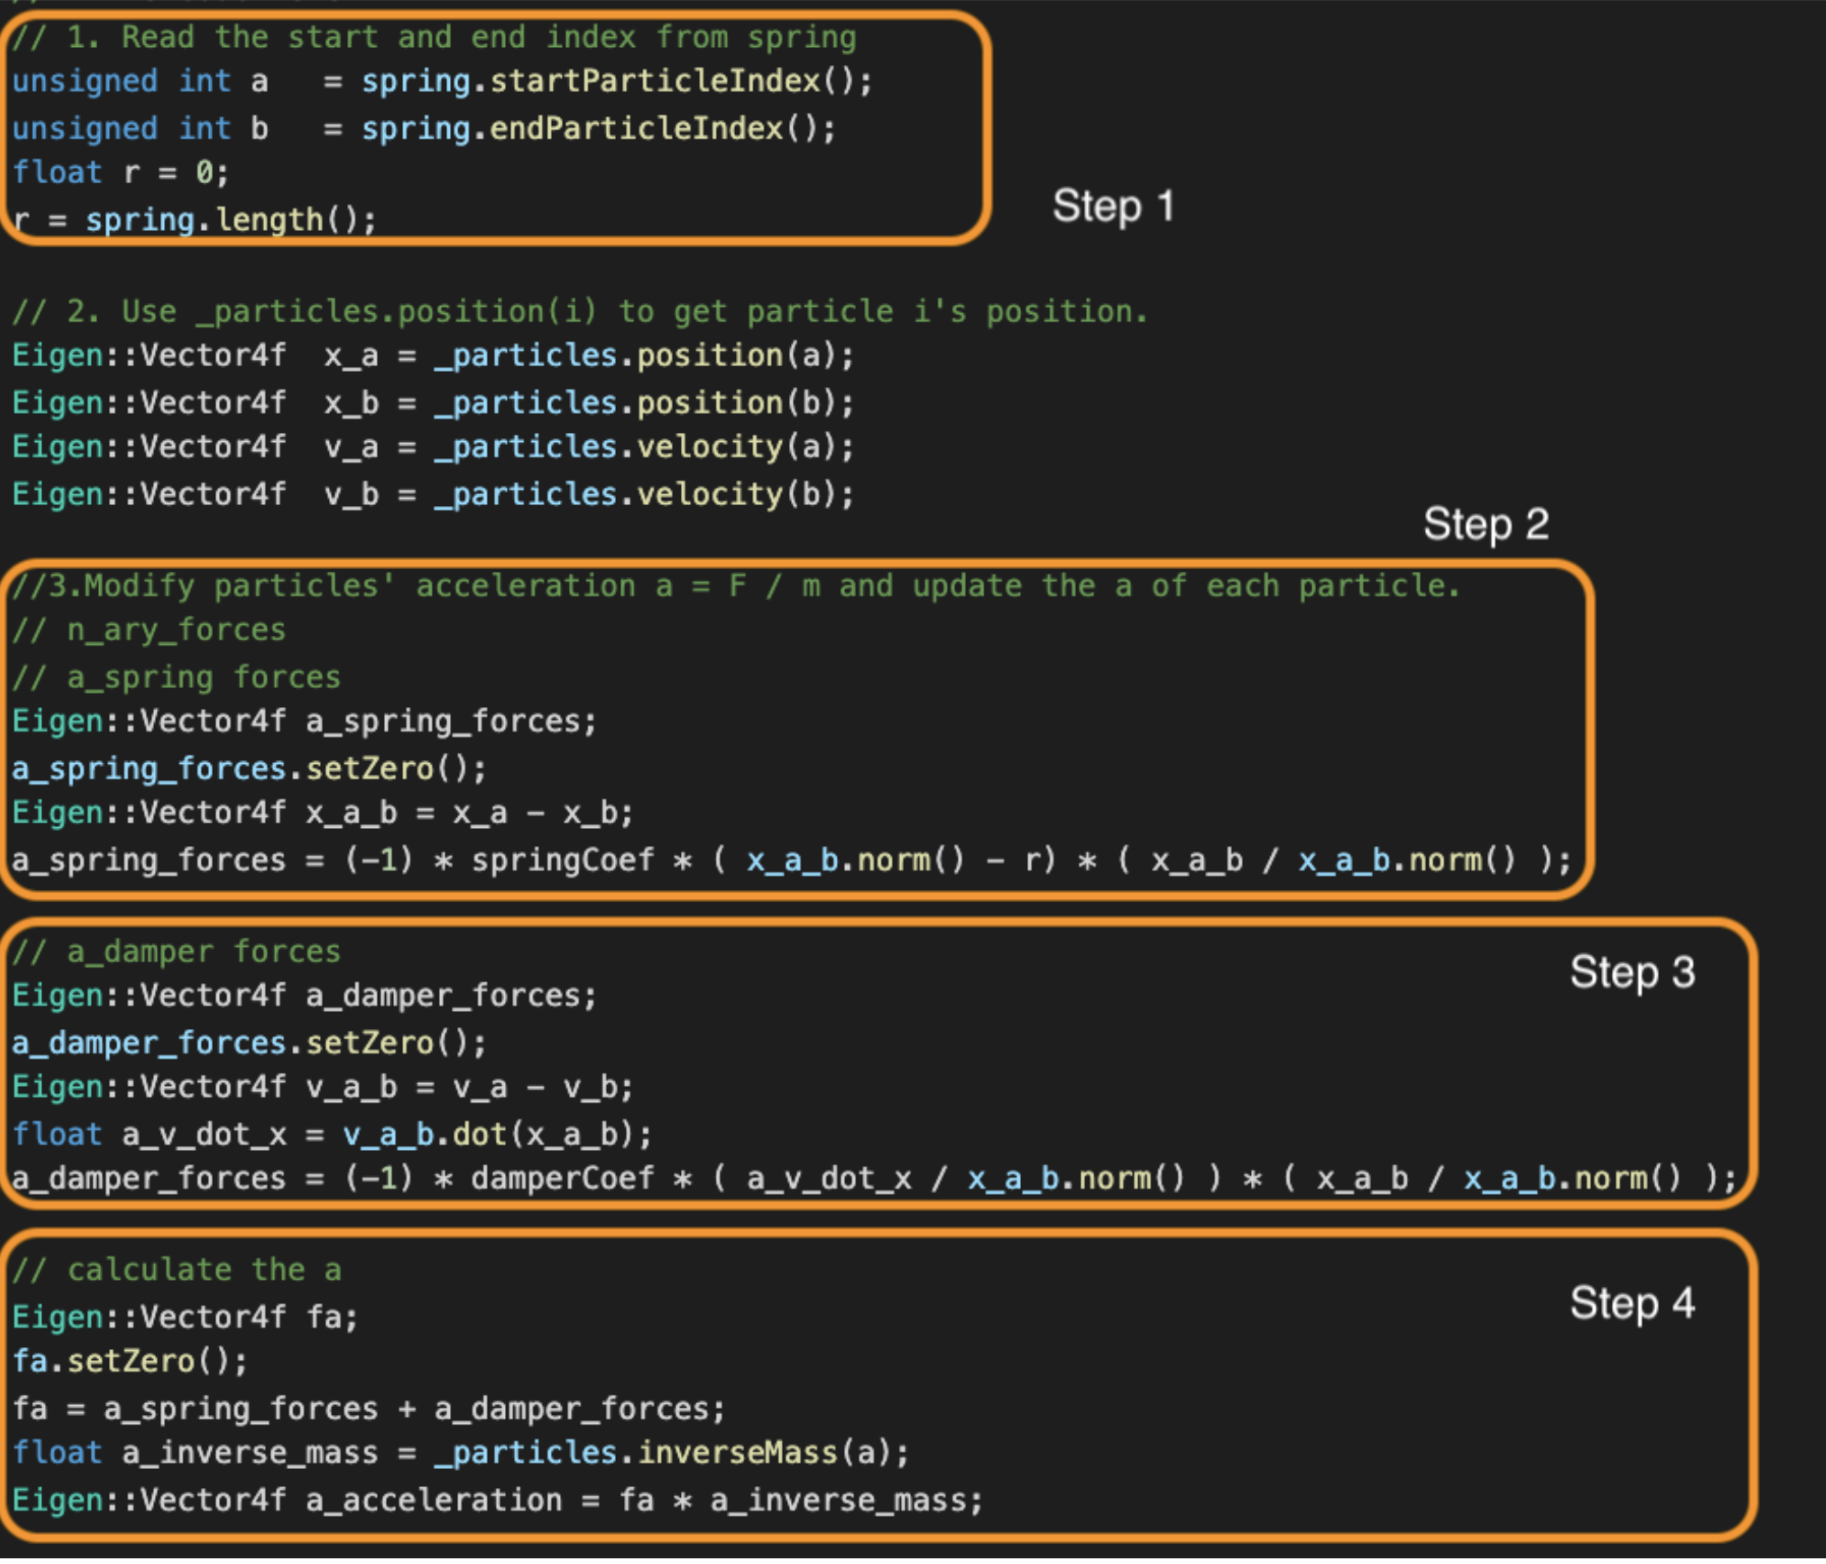 // 1. Read the start and end index from spring
unsigned int a   = spring.startParticleIndex();
unsigned int b   = spring.endParticleIndex();
float r = 0;
Step 1
r = spring.length();
// 2. Use _particles.position(i) to get particle i's position.
Eigen::Vector4f  x_a = _particles.position(a);
Eigen::Vector4f  x_b = _particles.position(b);
Eigen::Vector4f  v_a = _particles.velocity(a);
Eigen::Vector4f  v_b = _particles.velocity(b);
Step 2
//3.Modify particles' acceleration a = F / m and update the a of each particle.
// n_ary_forces
// a_spring forces
Eigen::Vector4f a_spring_forces;
a_spring_forces.setZero();
Eigen::Vector4f x_a_b = x_a - x_b;
a_spring_forces = (-1) * springCoef * ( x_a_b.norm() - r) * ( x_a_b / x_a_b.norm() );
// a_damper forces
Step 3
Eigen::Vector4f a_damper_forces;
a_damper_forces.setZero();
Eigen::Vector4f v_a_b = v_a - v_b;
float a_v_dot_x = v_a_b.dot(x_a_b);
a_damper_forces = (-1) * damperCoef * ( a_v_dot_x / x_a_b.norm() ) * ( x_a_b / x_a_b.norm() );
// calculate the a
Step 4
Eigen::Vector4f fa;
fa.setZero();
fa = a_spring_forces + a_damper_forces;
float a_inverse_mass = _particles.inverseMass(a);
Eigen::Vector4f a_acceleration = fa * a_inverse_mass;